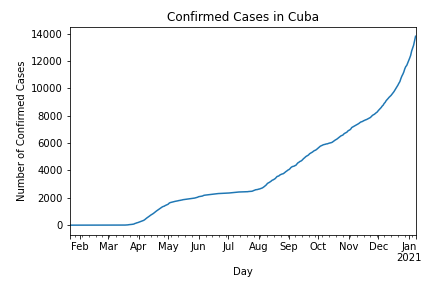 Confirmed Cases in Cuba
14000
12000
10000
8000
6000
4000
2000
0
Number of Confirmed Cases
Feb Mar Apr May Jun Jul Aug Sep Oct Nov Dec Jan
2021
Day